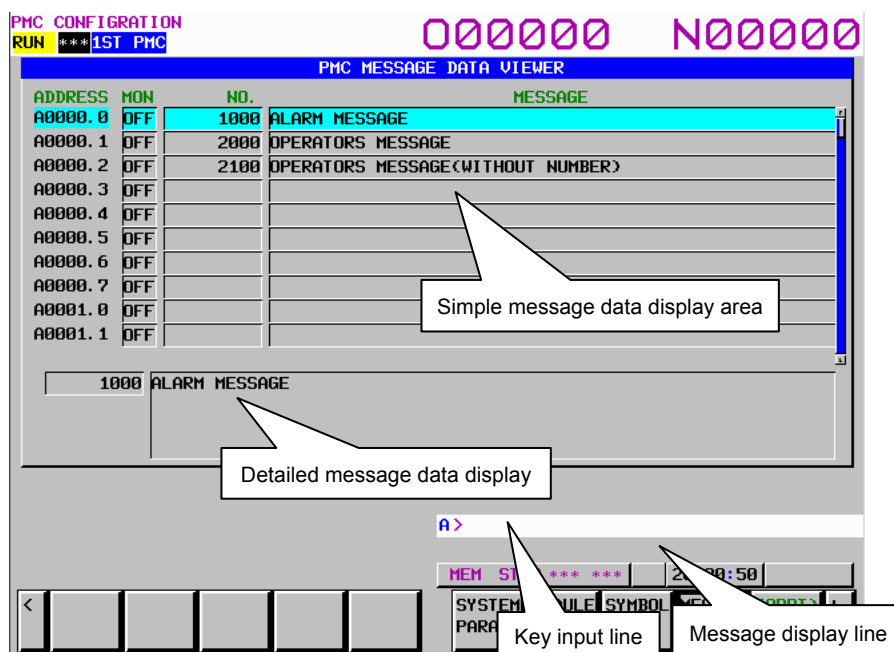 PMC CONFIGRATION
RUN ***1ST PMC
O00000 N00000
PMC MESSAGE DATA VIEWER
ADDRESS MON NO. MESSAGE
A0000.0 OFF 1000 ALARM MESSAGE
A0000.1 OFF 2000 OPERATORS MESSAGE
A0000.2 OFF 2100 OPERATORS MESSAGE(WITHOUT NUMBER)
A0000.3 OFF
A0000.4 OFF
A0000.5 OFF
A0000.6 OFF
A0000.7 OFF
A0001.0 OFF
A0001.1 OFF
Simple message data display area
1000 ALARM MESSAGE
Detailed message data display
A>
MEM *** ***
:50
<
SYSTEM SYMBOL
Key input line
Message display line